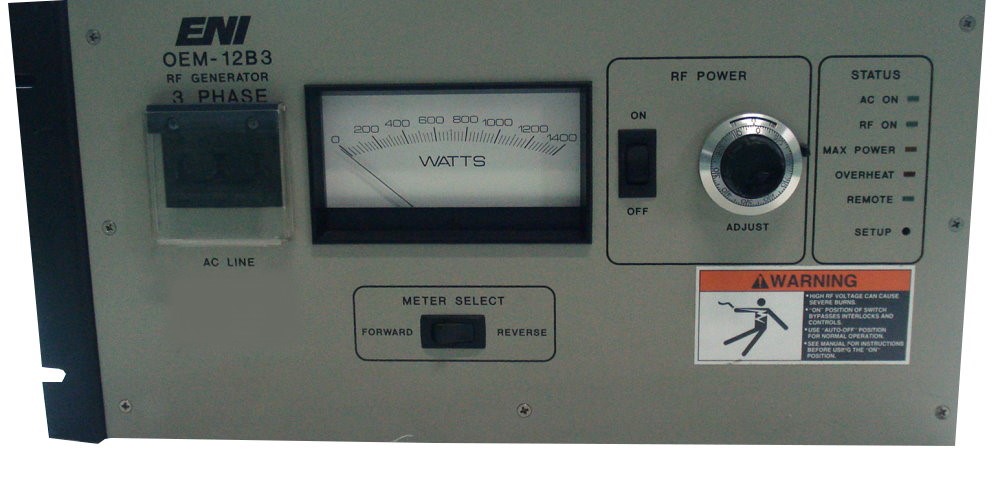 ENI
OEM-12B3
RF GENERATOR
3 PHASE
AC LINE
0 200 400 600 800 1000 1200 1400
WATTS
METER SELECT
FORWARD REVERSE
RF POWER
ON
OFF
ADJUST
STATUS
AC ON
RF ON
MAX POWER
OVERHEAT
REMOTE
SETUP
WARNING
• HIGH RF VOLTAGE CAN CAUSE
SEVERE BURNS.
• "ON" POSITION OF SWITCH
BYPASSES INTERLOCKS AND
CONTROLS.
• USE "AUTO-OFF" POSITION
FOR NORMAL OPERATION.
• SEE MANUAL FOR INSTRUCTIONS
BEFORE USING THE "ON"
POSITION.